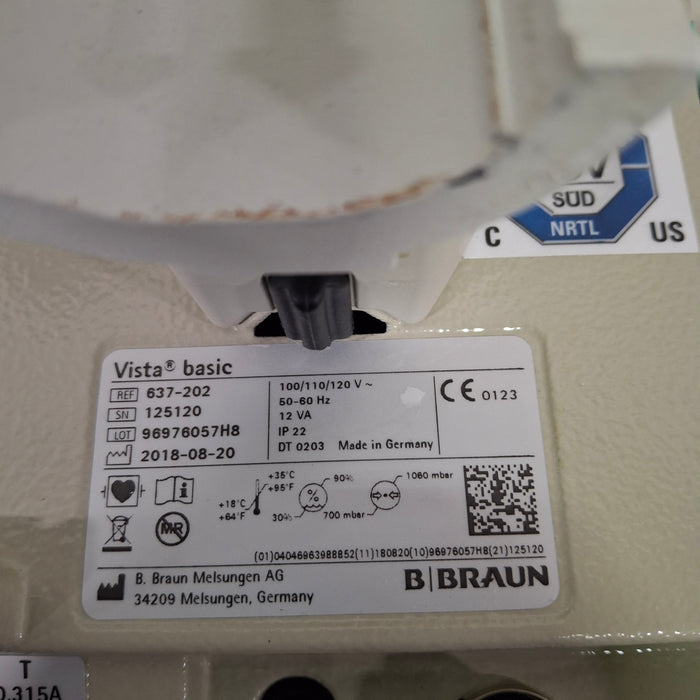 SÜD
NRTL
C US
Vista® basic
REF 637-202
SN 125120
LOT 96976057H8
2018-08-20
100/110/120 V ~
50-60 Hz
12 VA
IP 22
DT 0203 Made in Germany
CE 0123
+35°C
+95°F
+18°C
+64°F
90%
%
30%
1060 mbar
700 mbar
MR
(01)04046963988852(11)180820(10)96976057H8(21)125120
B. Braun Melsungen AG
34209 Melsungen, Germany
B|BRAUN
T
0.315A